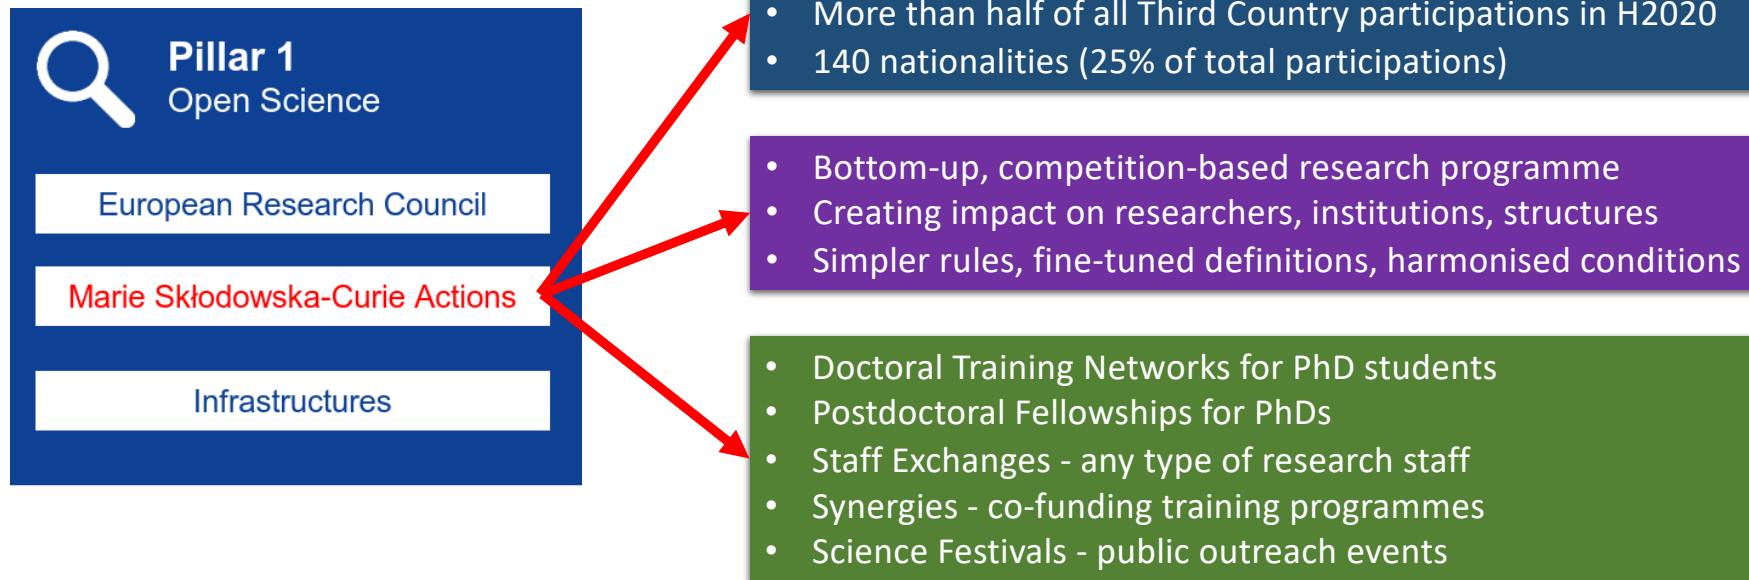 Pillar 1
Open Science
European Research Council
Marie Skłodowska-Curie Actions
Infrastructures
• More than half of all Third Country participations in H2020
• 140 nationalities (25% of total participations)
• Bottom-up, competition-based research programme
• Creating impact on researchers, institutions, structures
• Simpler rules, fine-tuned definitions, harmonised conditions
• Doctoral Training Networks for PhD students
• Postdoctoral Fellowships for PhDs
• Staff Exchanges - any type of research staff
• Synergies - co-funding training programmes
• Science Festivals - public outreach events